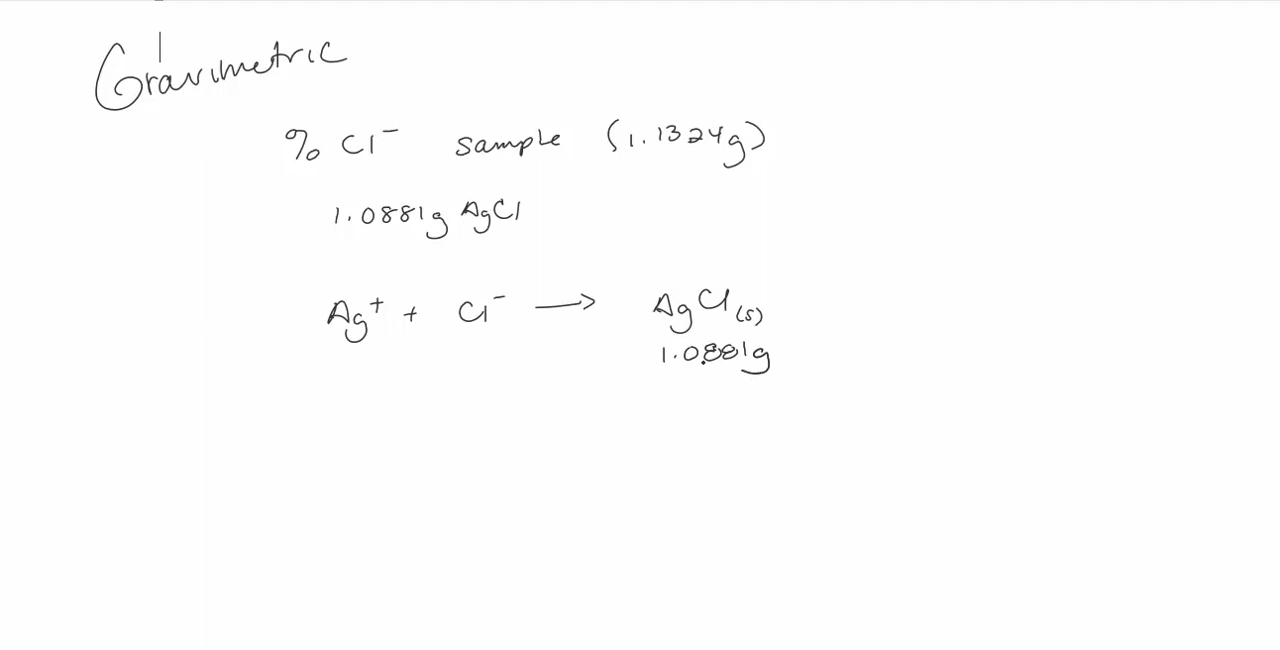 Gravimetric
% Cl⁻ sample (1.1324g)
1.0881g AgCl
Ag⁺ + Cl⁻ → AgCl(s)
1.0881g